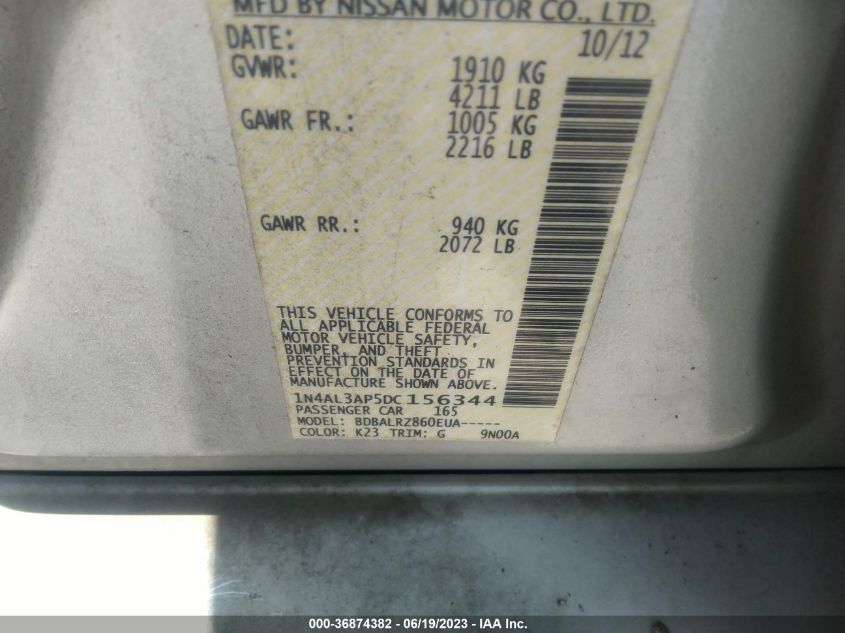 MFD BY NISSAN MOTOR CO., LTD.
DATE: 10/12
GVWR: 1910 KG
4211 LB
GAWR FR.: 1005 KG
2216 LB
GAWR RR.: 940 KG
2072 LB
THIS VEHICLE CONFORMS TO
ALL APPLICABLE FEDERAL
MOTOR VEHICLE SAFETY,
BUMPER, AND THEFT
PREVENTION STANDARDS IN
EFFECT ON THE DATE OF
MANUFACTURE SHOWN ABOVE.
1N4AL3AP5DC156344
PASSENGER CAR 165
MODEL: BDBALRZ860EUA-----
COLOR: K23 TRIM: G 9N00A
000-36874382 - 06/19/2023 - IAA Inc.